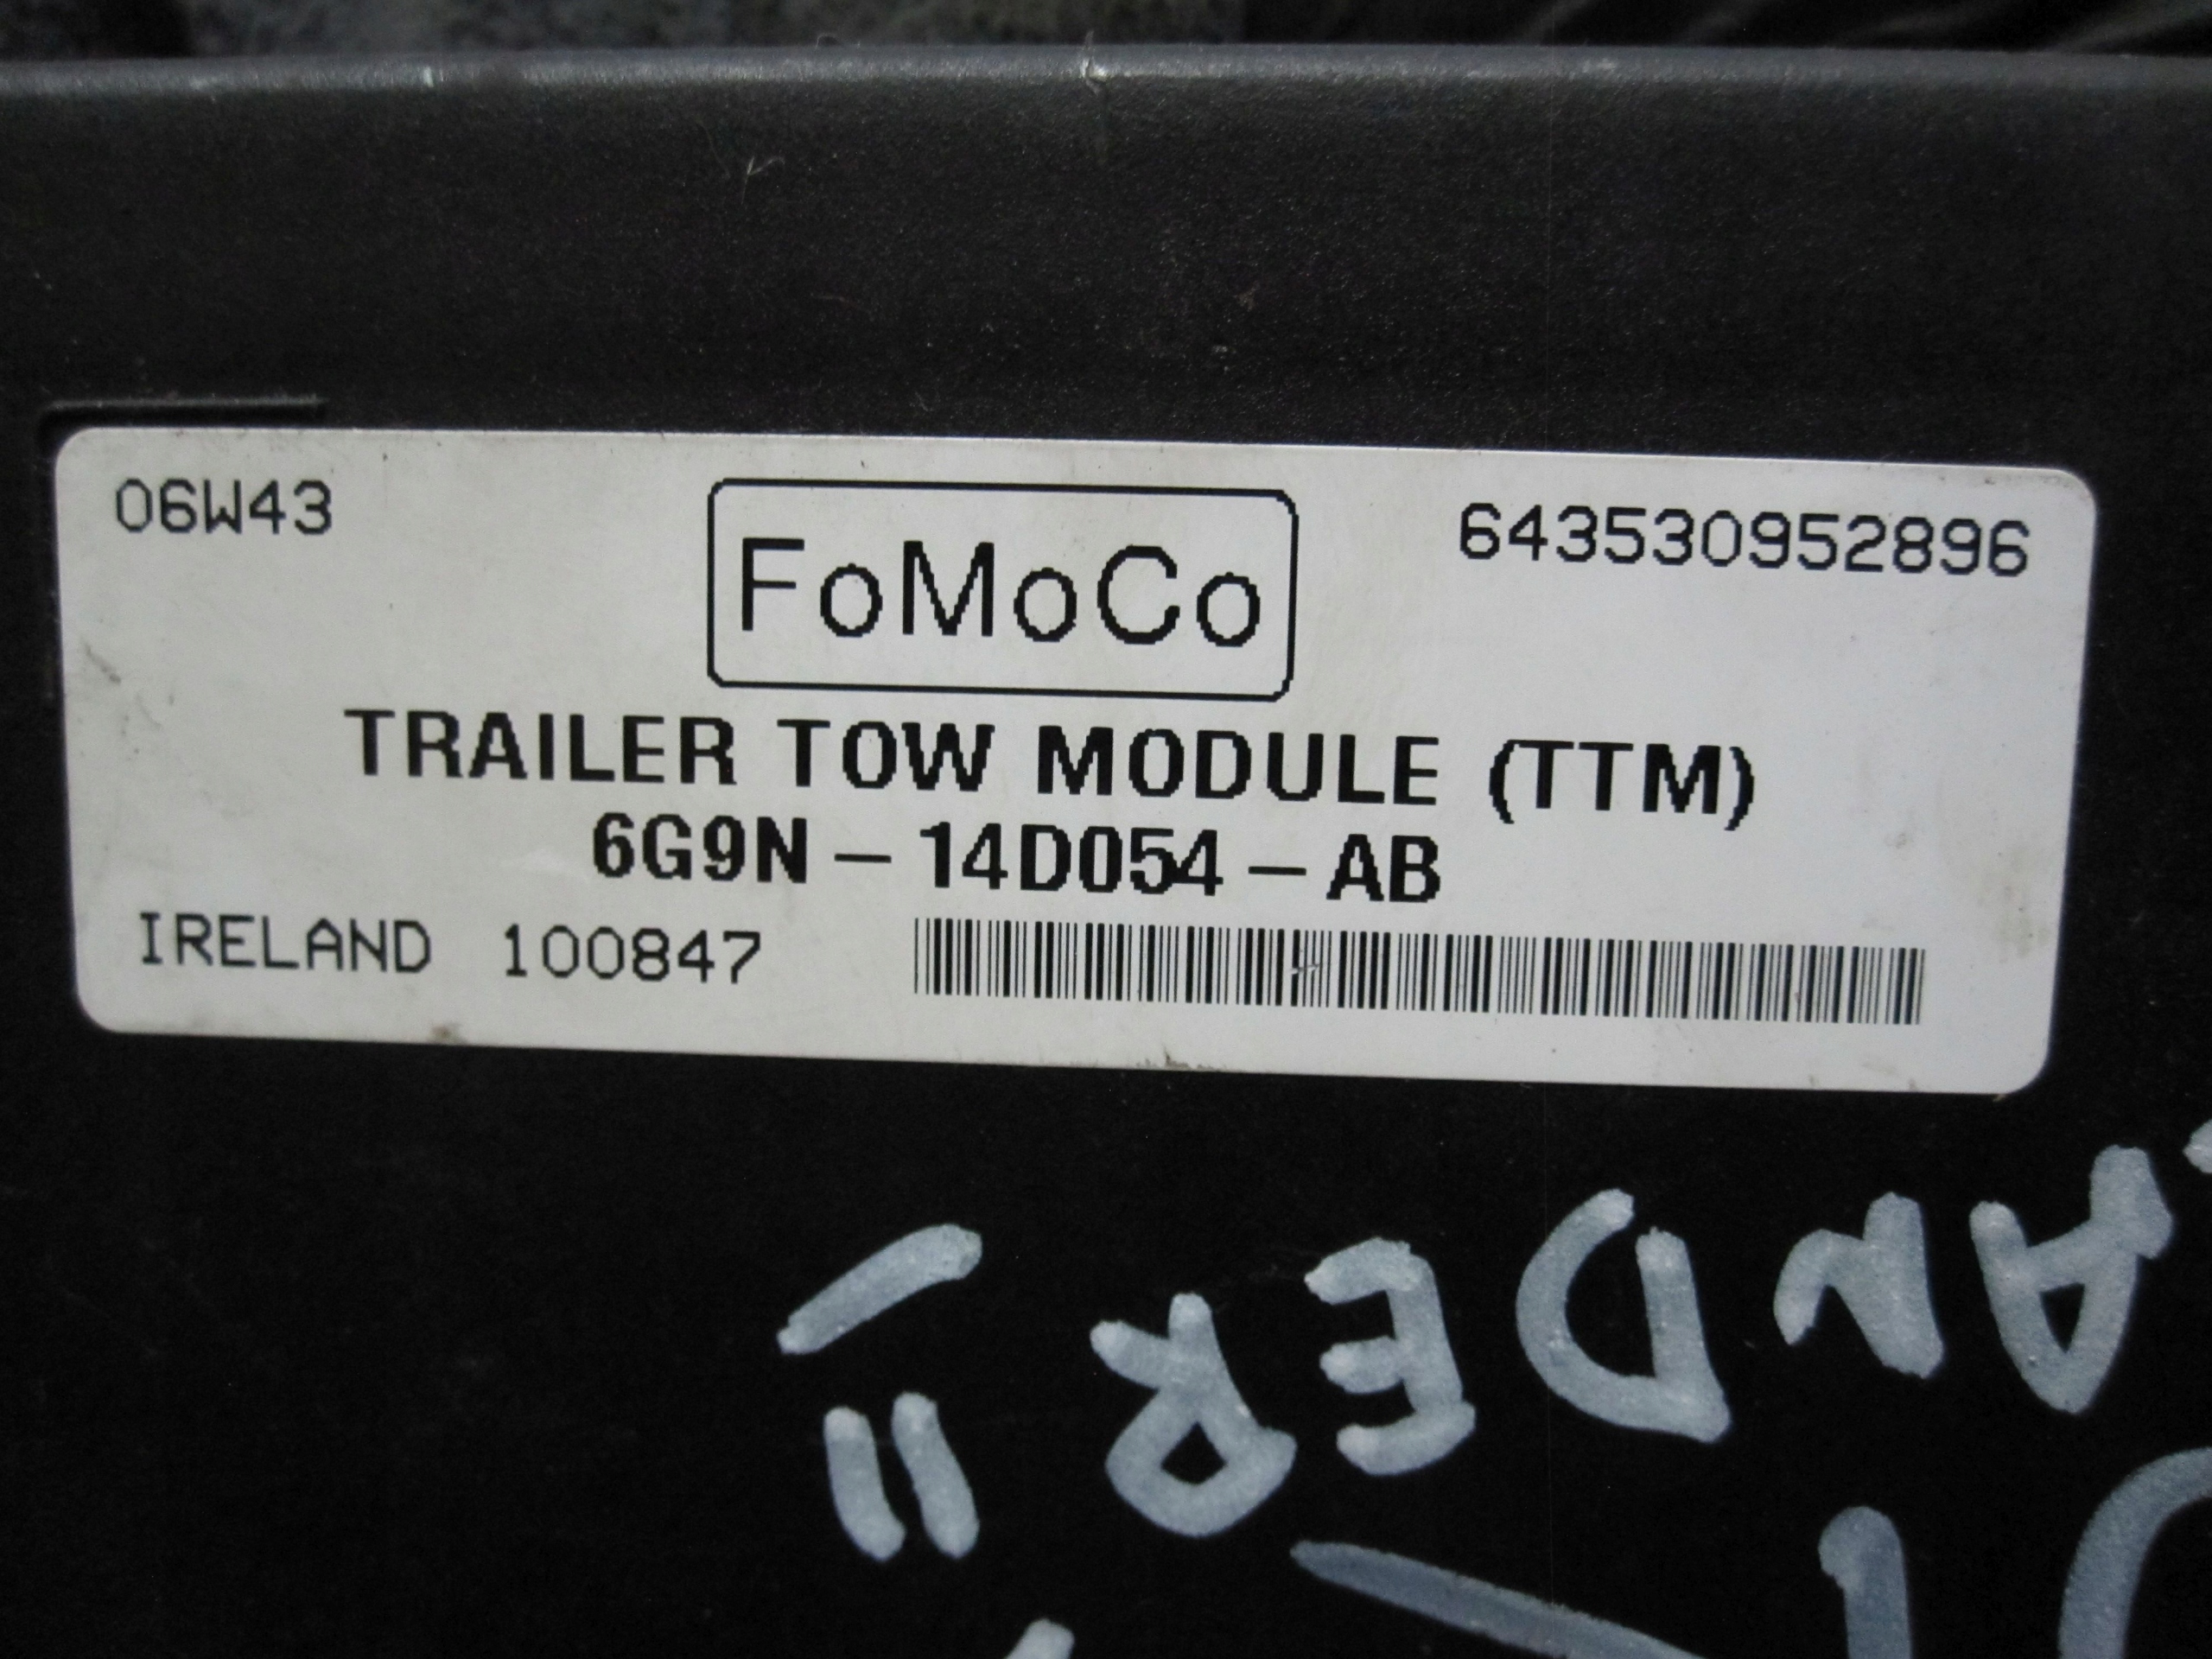 06W43
FoMoCo
643530952896
TRAILER TOW MODULE (TTM)
6G9N - 14D054 - AB
IRELAND 100847